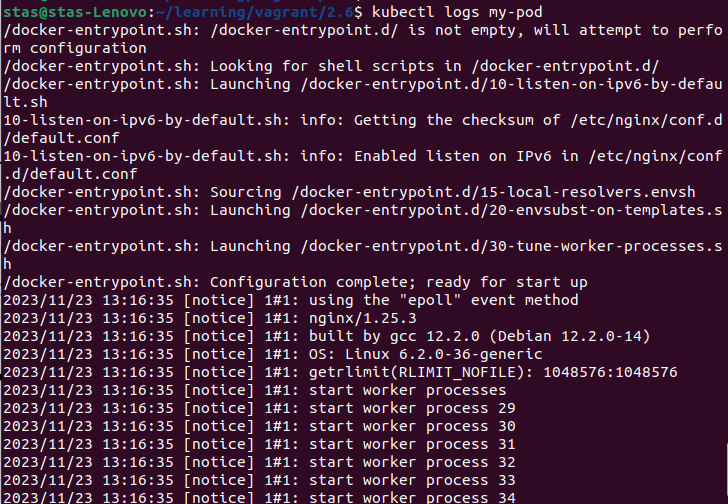 stas@stas-Lenovo:~/learning/vagrant/2.6$ kubectl logs my-pod
/docker-entrypoint.sh: /docker-entrypoint.d/ is not empty, will attempt to perfo
rm configuration
/docker-entrypoint.sh: Looking for shell scripts in /docker-entrypoint.d/
/docker-entrypoint.sh: Launching /docker-entrypoint.d/10-listen-on-ipv6-by-defau
lt.sh
10-listen-on-ipv6-by-default.sh: info: Getting the checksum of /etc/nginx/conf.d
/default.conf
10-listen-on-ipv6-by-default.sh: info: Enabled listen on IPv6 in /etc/nginx/conf
.d/default.conf
/docker-entrypoint.sh: Sourcing /docker-entrypoint.d/15-local-resolvers.envsh
/docker-entrypoint.sh: Launching /docker-entrypoint.d/20-envsubst-on-templates.s
h
/docker-entrypoint.sh: Launching /docker-entrypoint.d/30-tune-worker-processes.s
h
/docker-entrypoint.sh: Configuration complete; ready for start up
2023/11/23 13:16:35 [notice] 1#1: using the "epoll" event method
2023/11/23 13:16:35 [notice] 1#1: nginx/1.25.3
2023/11/23 13:16:35 [notice] 1#1: built by gcc 12.2.0 (Debian 12.2.0-14)
2023/11/23 13:16:35 [notice] 1#1: OS: Linux 6.2.0-36-generic
2023/11/23 13:16:35 [notice] 1#1: getrlimit(RLIMIT_NOFILE): 1048576:1048576
2023/11/23 13:16:35 [notice] 1#1: start worker processes
2023/11/23 13:16:35 [notice] 1#1: start worker process 29
2023/11/23 13:16:35 [notice] 1#1: start worker process 30
2023/11/23 13:16:35 [notice] 1#1: start worker process 31
2023/11/23 13:16:35 [notice] 1#1: start worker process 32
2023/11/23 13:16:35 [notice] 1#1: start worker process 33
2023/11/23 13:16:35 [notice] 1#1: start worker process 34